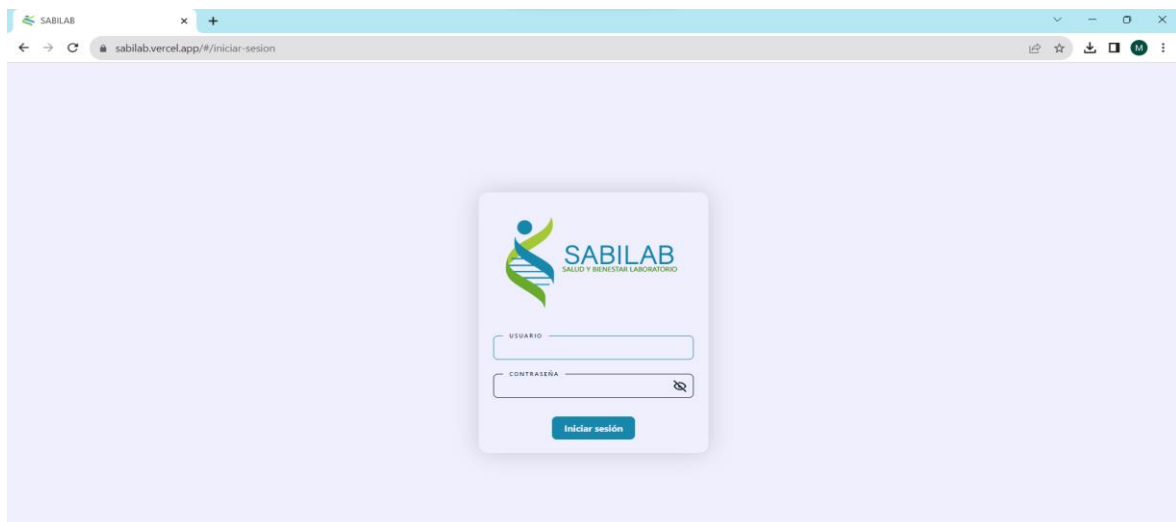 SABILAB
sabilab.vercel.app/#/iniciar-sesion
M
SABILAB
SALUD Y BIENESTAR LABORATORIO
USUARIO
CONTRASEÑA
Iniciar sesión